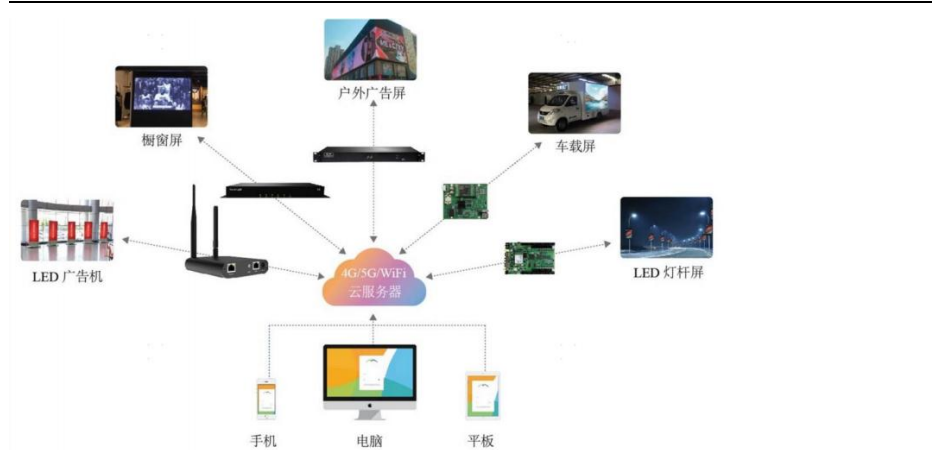 户外广告屏
橱窗屏
车载屏
LED 广告机
4G/5G/WiFi
云服务器
LED 灯杆屏
手机
电脑
平板